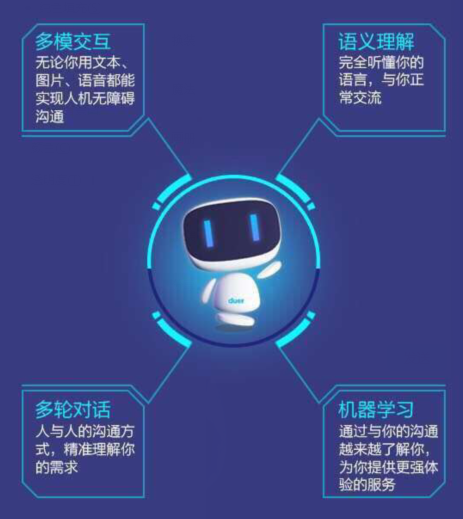 多模交互
无论你用文本、
图片、语音都能
实现人机无障碍
沟通
语义理解
完全听懂你的
语言，与你正
常交流
duer
多轮对话
人与人的沟通方
式，精准理解你
的需求
机器学习
通过与你的沟通
越来越了解你，
为你提供更强体
验的服务